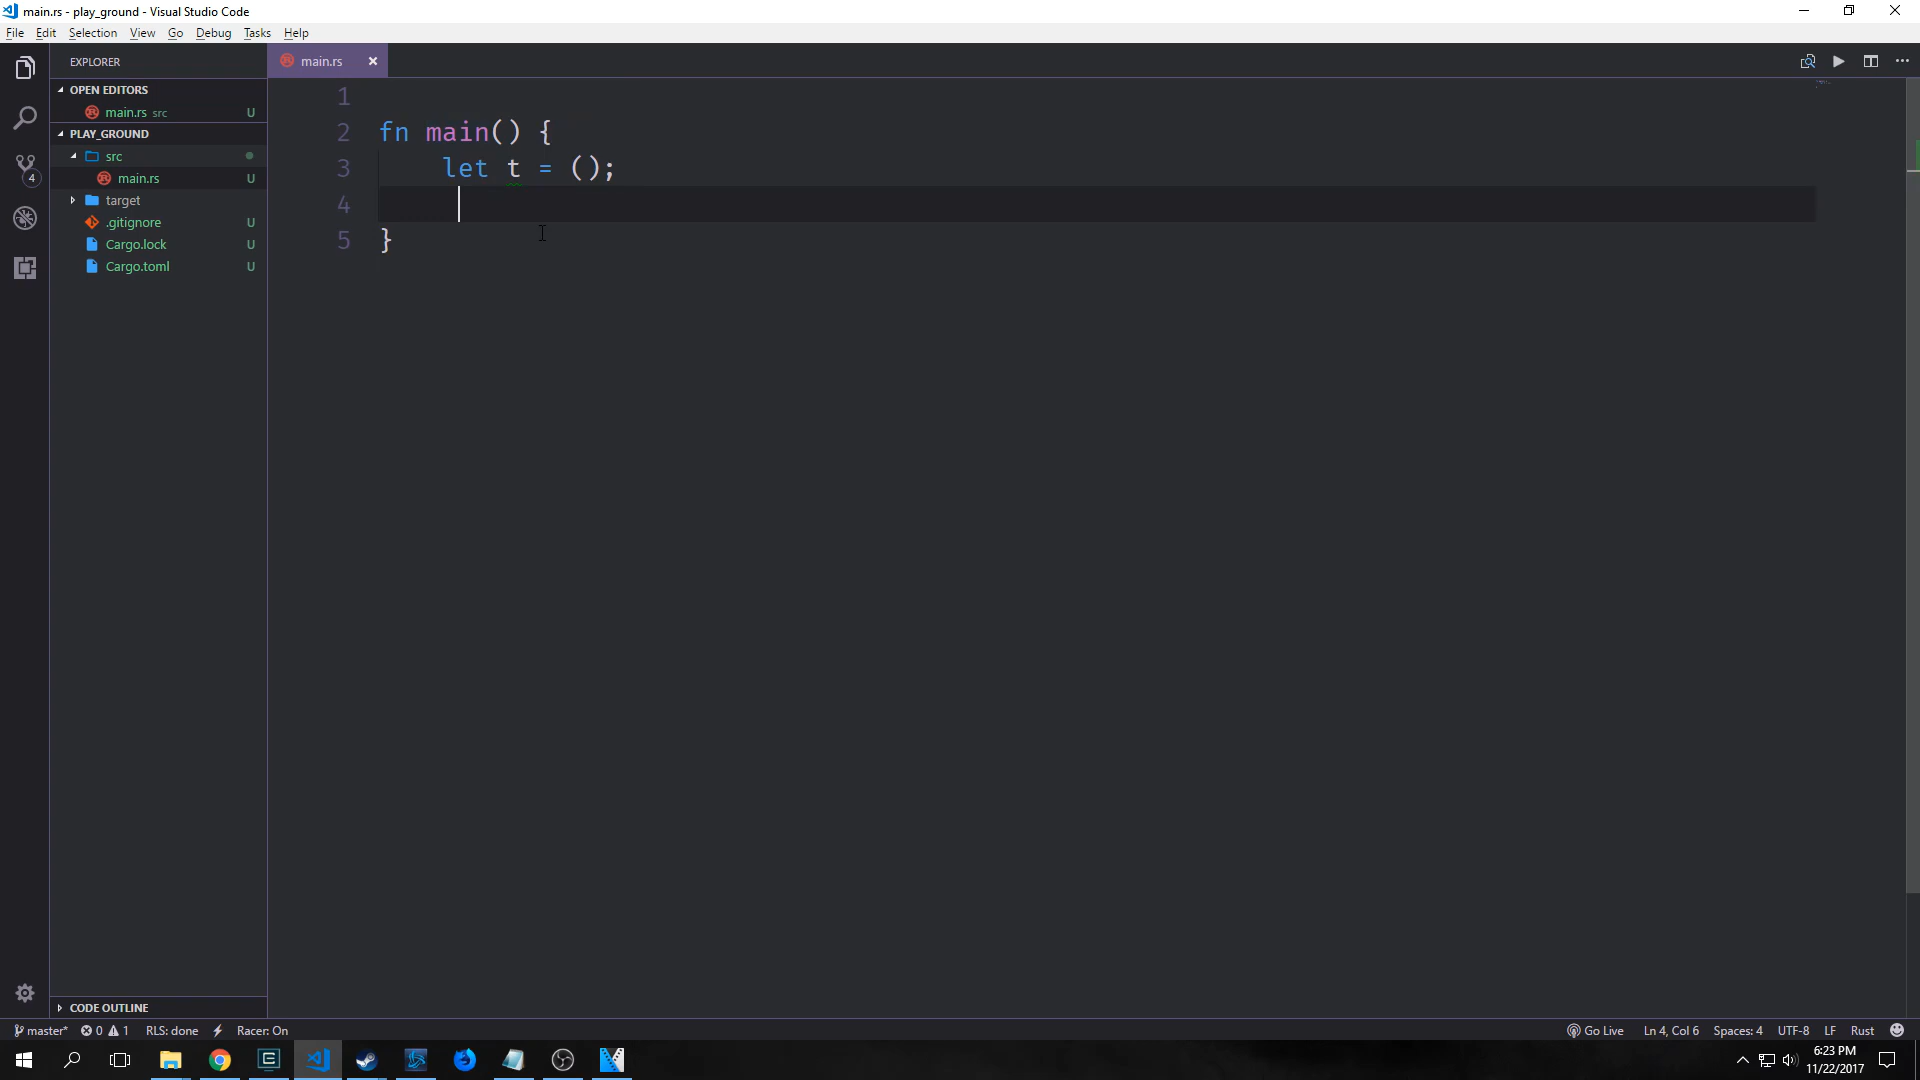 main.rs - play_ground - Visual Studio Code
File Edit Selection View Go Debug Tasks Help
EXPLORER
OPEN EDITORS
main.rs src U
PLAY_GROUND
src
main.rs U
target
.gitignore U
Cargo.lock U
Cargo.toml U
4
CODE OUTLINE
main.rs
1
2 fn main() {
3 let t = ();
4
5 }
master* 0 1 RLS: done Racer: On
Go Live Ln 4, Col 6 Spaces: 4 UTF-8 LF Rust
6:23 PM
11/22/2017